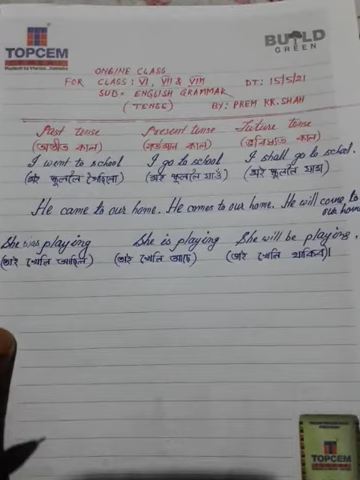 TOPCEM
CEMENT
BUILD
GREEN
ONGINE CLASS
FOR CLASS : VI, VII & VIII DT: 15/5/21
SUB = ENGLISH GRAMMAR
(TENSE) BY: PREM KR. SHAH
Past tense Present tense Future tense
(অতীত কাল) (বৰ্তমান কাল) (ভবিষ্যত কাল)
I went to school I go to school I shall go to school.
(মই স্কুললৈ গৈছিলো) (মই স্কুললৈ যাওঁ) (মই স্কুললৈ যাম)
He came to our home. He comes to our home. He will come to
our home
She was playing She is playing She will be playing.
(তাই খেলি আছিল) (তাই খেলি আছে) (তাই খেলি থাকিব)।
TOPCEM
CEMENT